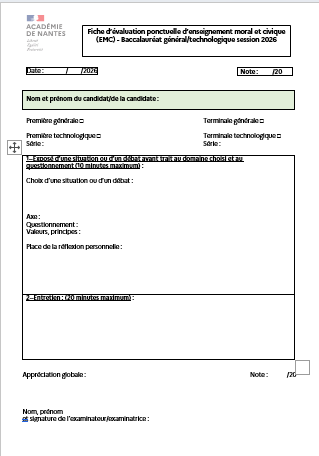 ACADÉMIE
DE NANTES
Liberté
Égalité
Fraternité
Fiche d'évaluation ponctuelle d'enseignement moral et civique
(EMC) - Baccalauréat général/technologique session 2026
Date : / /2026
Note : /20
Nom et prénom du candidat/de la candidate :
Première générale □ Terminale générale □
Première technologique □ Terminale technologique □
Série : Série :
1–Exposé d'une situation ou d'un débat ayant trait au domaine choisi et au
questionnement (10 minutes maximum) :
Choix d'une situation ou d'un débat :
Axe :
Questionnement :
Valeurs, principes :
Place de la réflexion personnelle :
2–Entretien : (20 minutes maximum) :
Appréciation globale : Note : /20
Nom, prénom
et signature de l'examinateur/examinatrice :